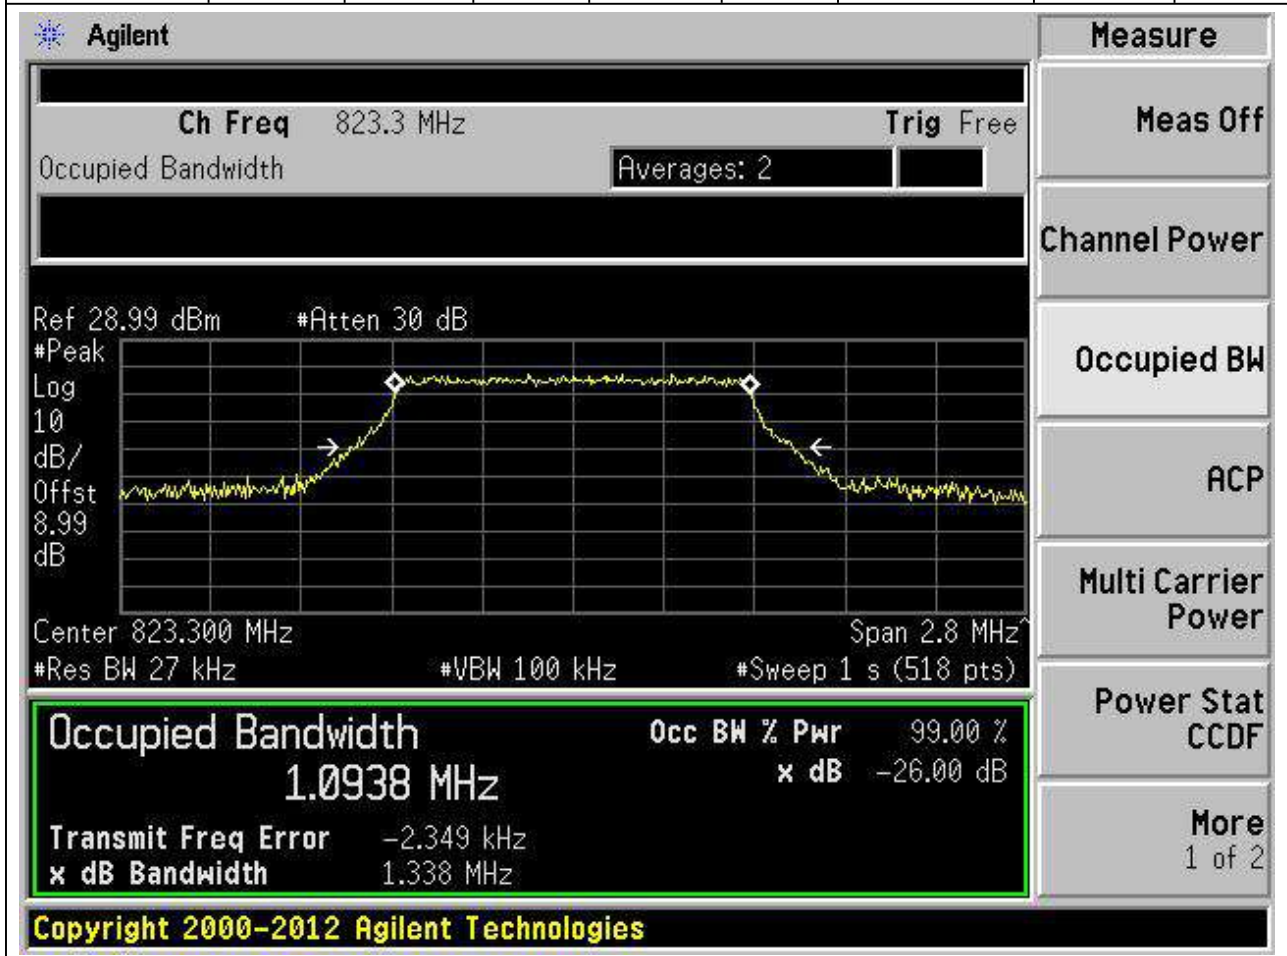 Agilent
Measure
Ch Freq 823.3 MHz Trig Free
Occupied Bandwidth Averages: 2
Meas Off
Channel Power
Occupied BW
ACP
Multi Carrier
Power
Power Stat
CCDF
More
1 of 2
Ref 28.99 dBm #Atten 30 dB
#Peak
Log
10
dB/
Offst
8.99
dB
Center 823.300 MHz Span 2.8 MHz^
#Res BW 27 kHz #VBW 100 kHz #Sweep 1 s (518 pts)
Occupied Bandwidth Occ BW % Pwr 99.00 %
1.0938 MHz x dB -26.00 dB
Transmit Freq Error -2.349 kHz
x dB Bandwidth 1.338 MHz
Copyright 2000-2012 Agilent Technologies